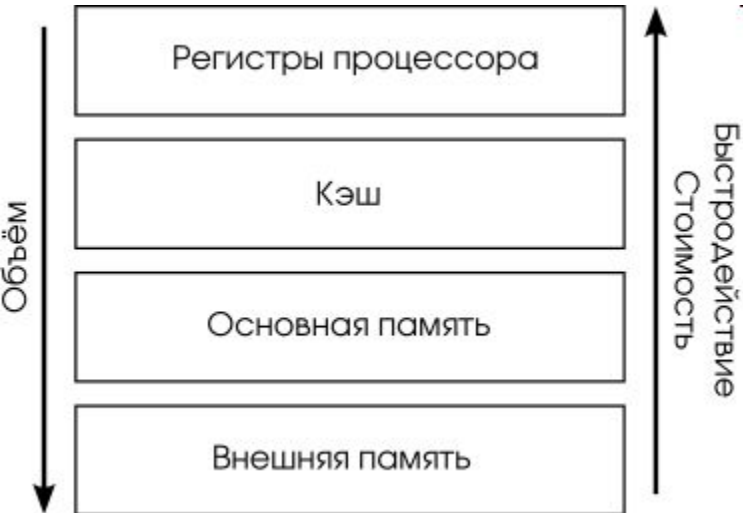 Регистры процессора
Кэш
Основная память
Внешняя память
Объём
Быстродействие
Стоимость